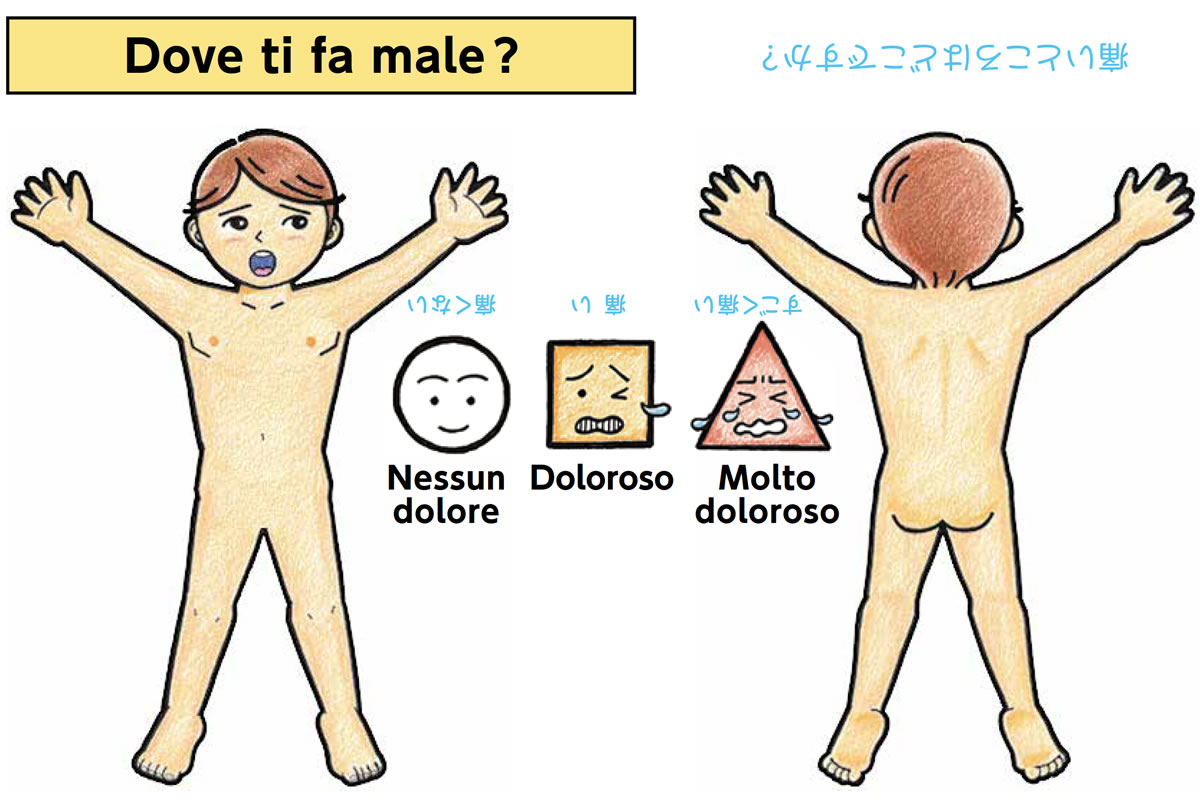 Dove ti fa male ?
痛いところはどこですか?
痛くない
痛い
すごく痛い
Nessun
dolore
Doloroso
Molto
doloroso